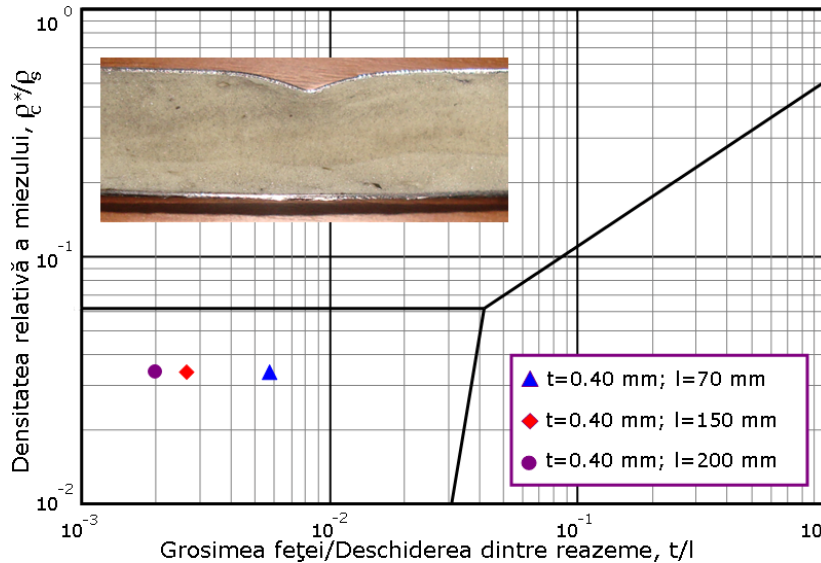 10⁰
Densitatea relativă a miezului, ρc*/ρs
10⁻¹
10⁻²
t=0.40 mm; l=70 mm
t=0.40 mm; l=150 mm
t=0.40 mm; l=200 mm
10⁻³
10⁻²
10⁻¹
Grosimea feţei/Deschiderea dintre reazeme, t/l